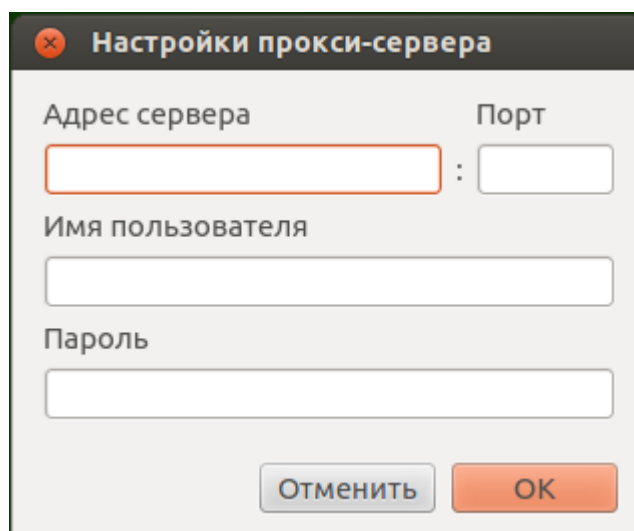 Настройки прокси-сервера
Адрес сервера Порт
:
Имя пользователя
Пароль
Отменить OK